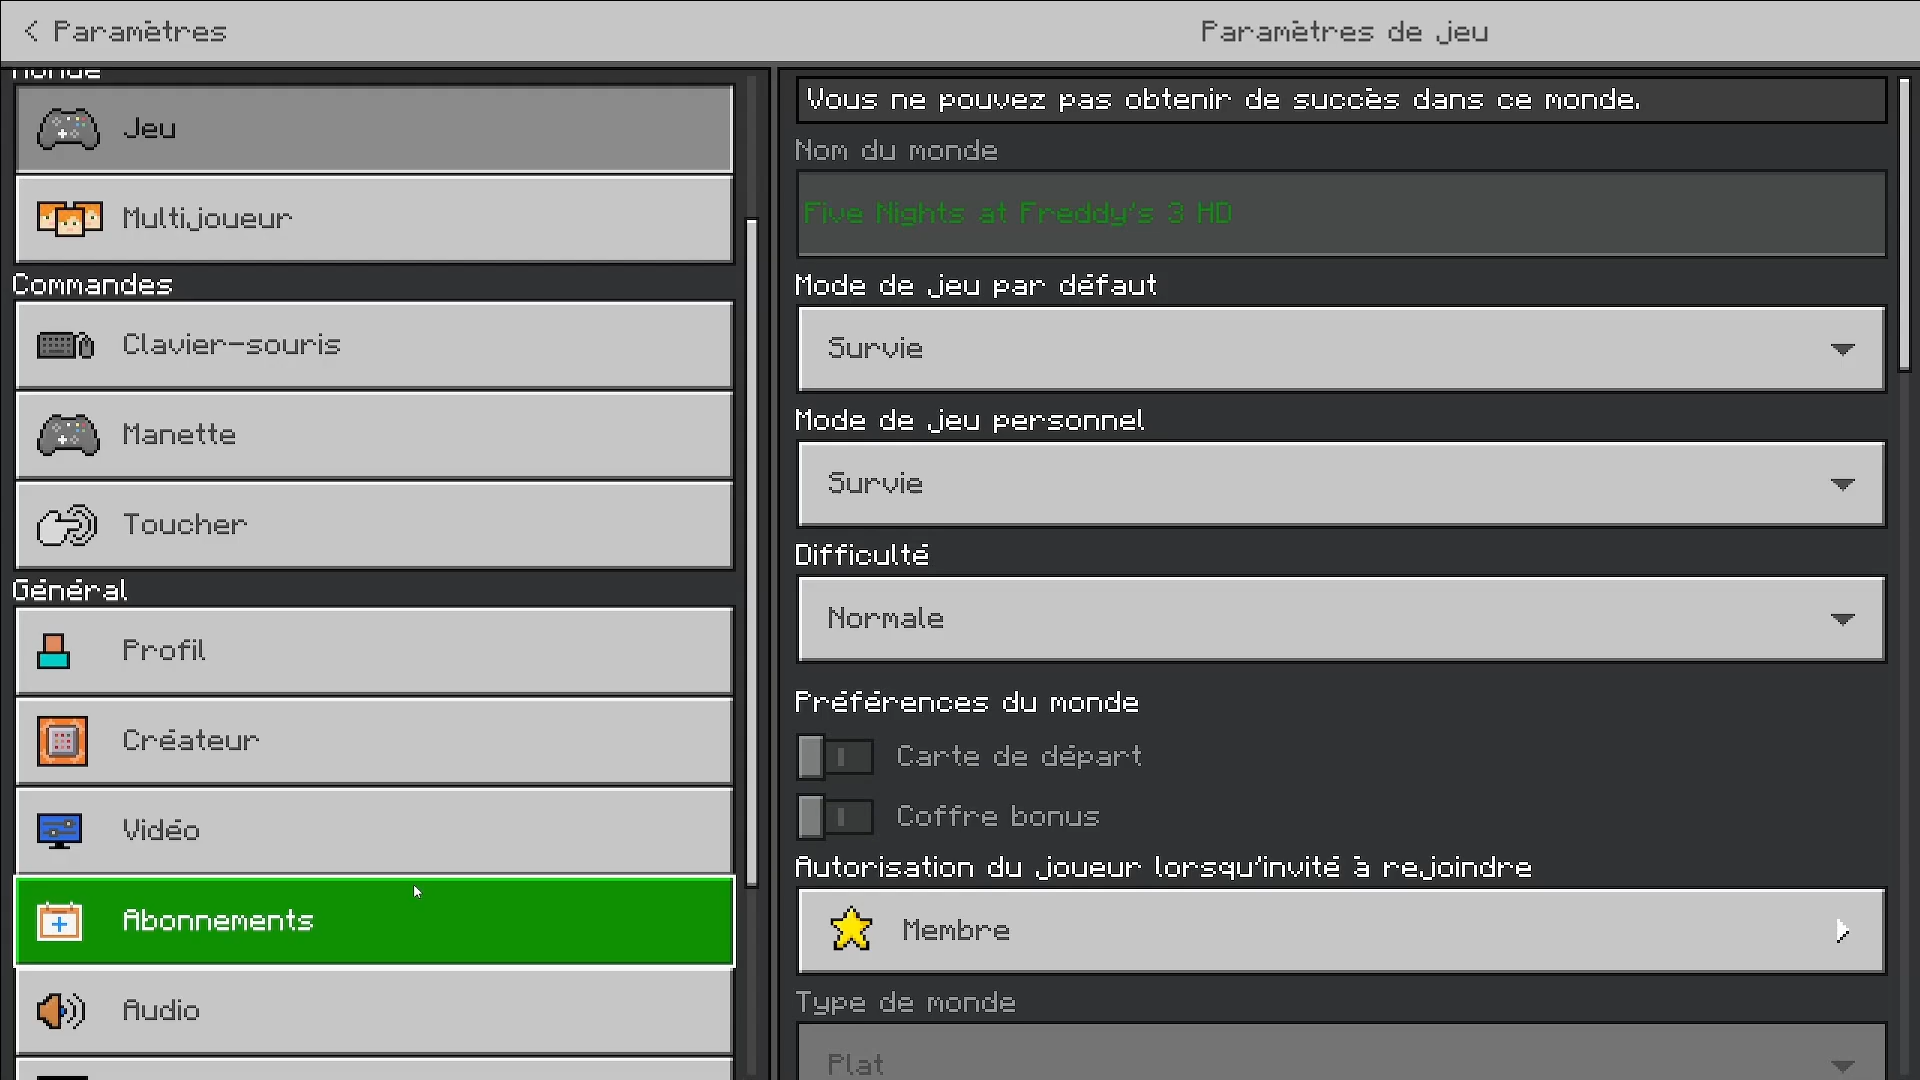 Paramètres
Paramètres de jeu
Monde
Jeu
Multijoueur
Commandes
Clavier-souris
Manette
Toucher
Général
Profil
Créateur
Vidéo
Abonnements
Audio
Vous ne pouvez pas obtenir de succès dans ce monde.
Nom du monde
Five Nights at Freddy's 3 HD
Mode de jeu par défaut
Survie
Mode de jeu personnel
Survie
Difficulté
Normale
Préférences du monde
Carte de départ
Coffre bonus
Autorisation du joueur lorsqu'invité à rejoindre
Membre
Type de monde
Plat